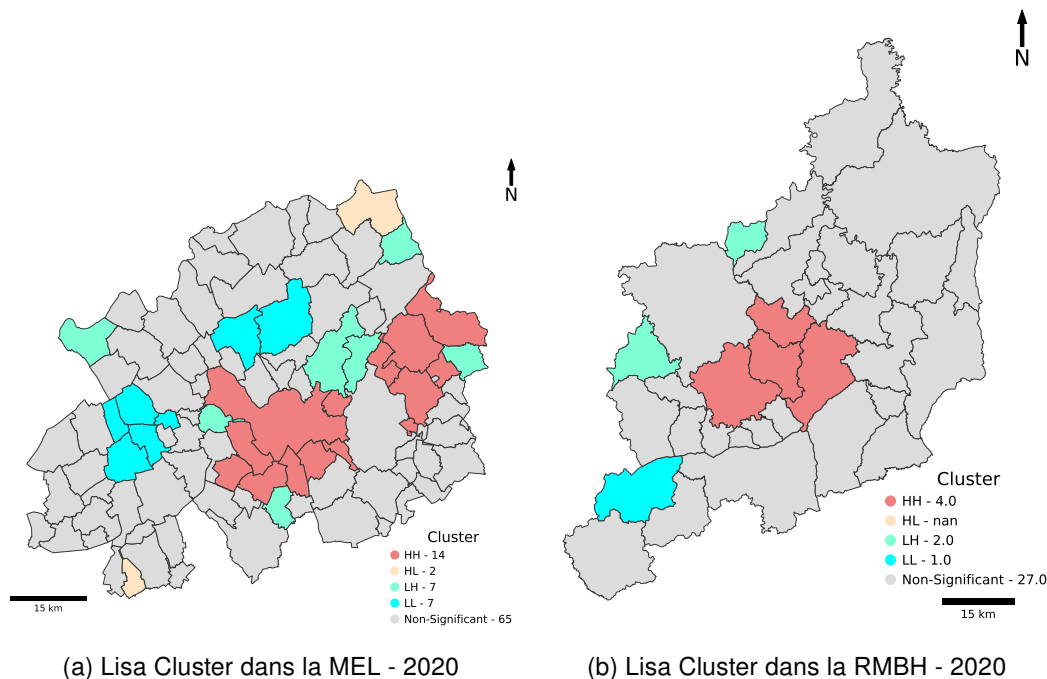 N
Cluster
HH - 14
HL - 2
LH - 7
LL - 7
Non-Significant - 65
15 km
(a) Lisa Cluster dans la MEL - 2020
N
Cluster
HH - 4.0
HL - nan
LH - 2.0
LL - 1.0
Non-Significant - 27.0
15 km
(b) Lisa Cluster dans la RMBH - 2020